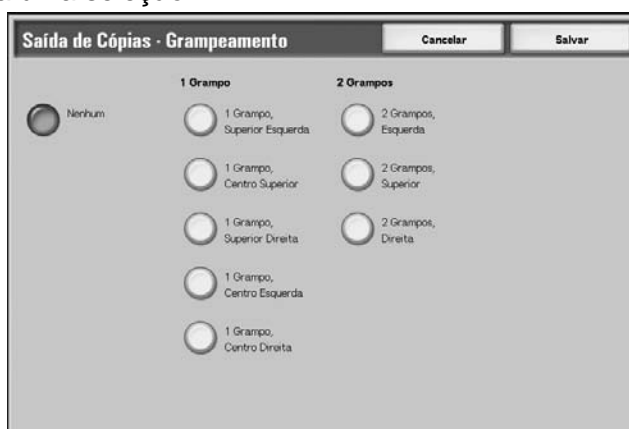 Saída de Cópias - Grampeamento
Cancelar
Salvar
Nenhum
1 Grampo
1 Grampo,
Superior Esquerda
1 Grampo,
Centro Superior
1 Grampo,
Superior Direita
1 Grampo,
Centro Esquerda
1 Grampo,
Centro Direita
2 Grampos
2 Grampos,
Esquerda
2 Grampos,
Superior
2 Grampos,
Direita